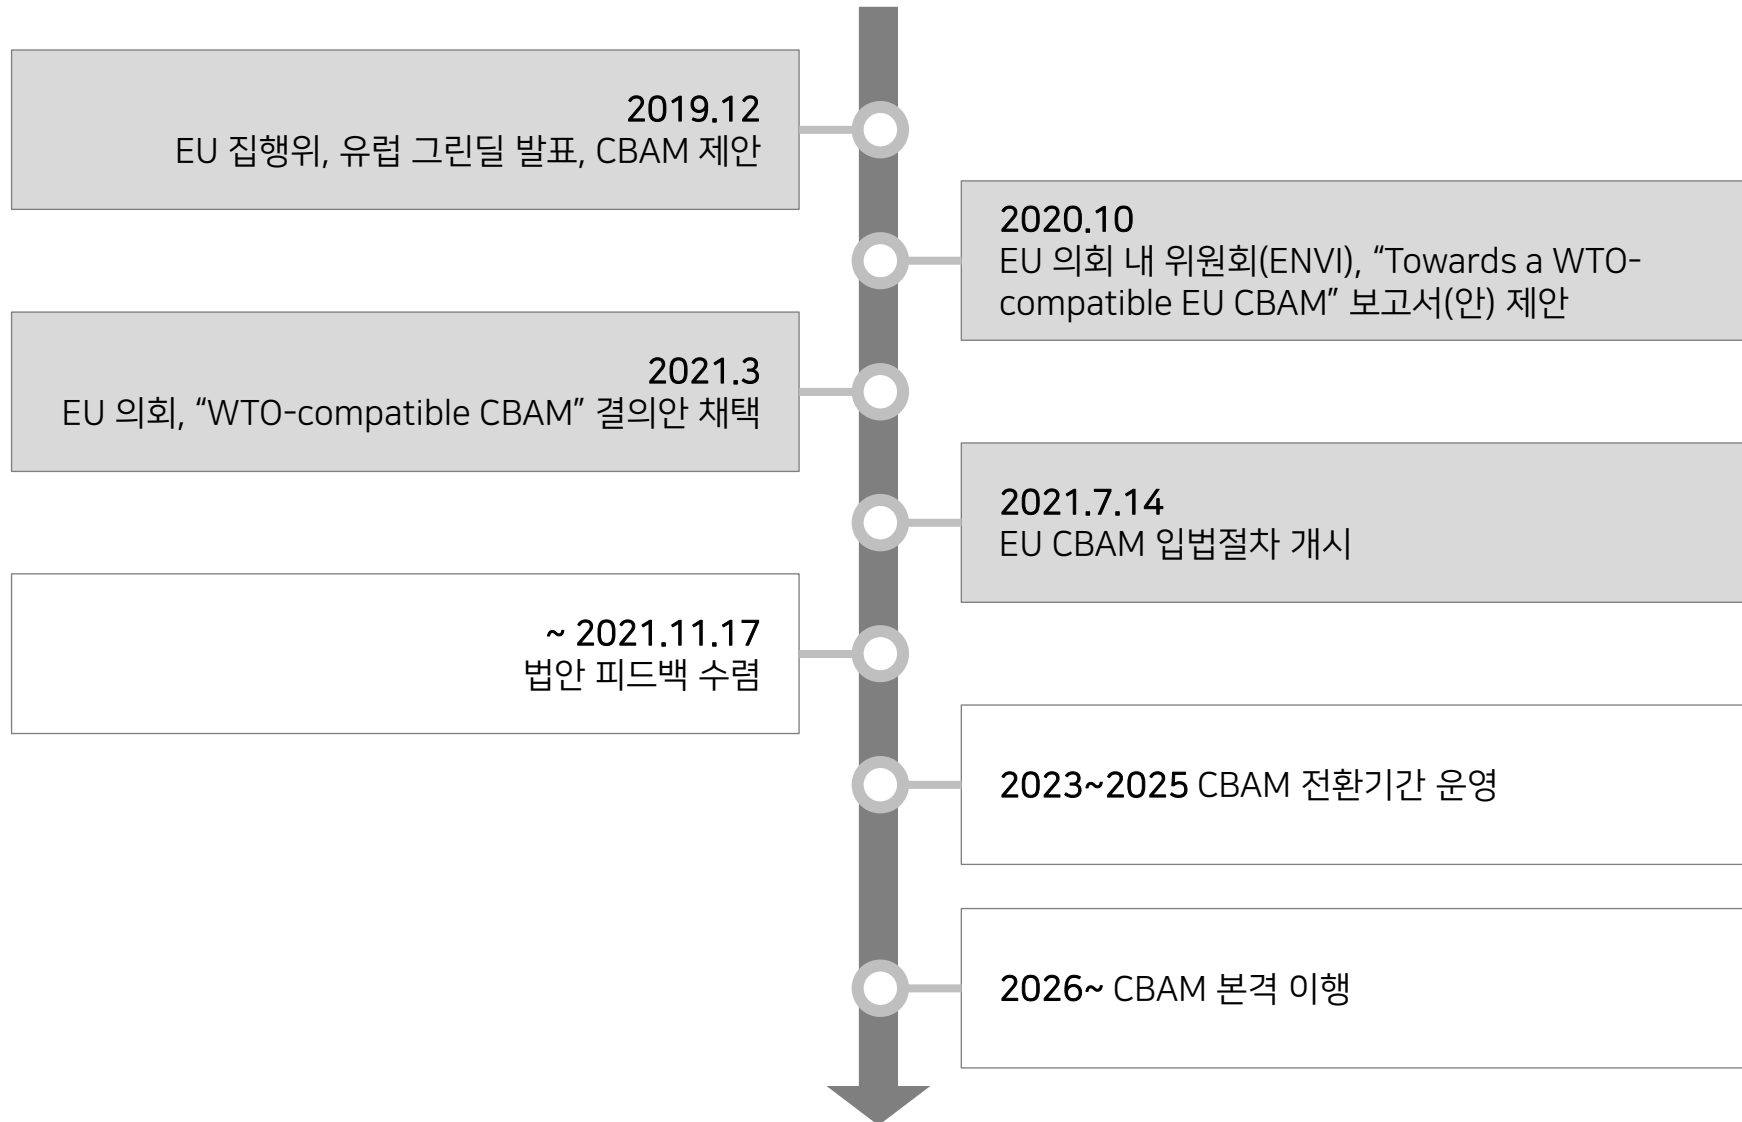 2019.12
EU 집행위, 유럽 그린딜 발표, CBAM 제안
2020.10
EU 의회 내 위원회(ENVI), “Towards a WTO-
compatible EU CBAM” 보고서(안) 제안
2021.3
EU 의회, “WTO-compatible CBAM” 결의안 채택
2021.7.14
EU CBAM 입법절차 개시
~ 2021.11.17
법안 피드백 수렴
2023~2025 CBAM 전환기간 운영
2026~ CBAM 본격 이행